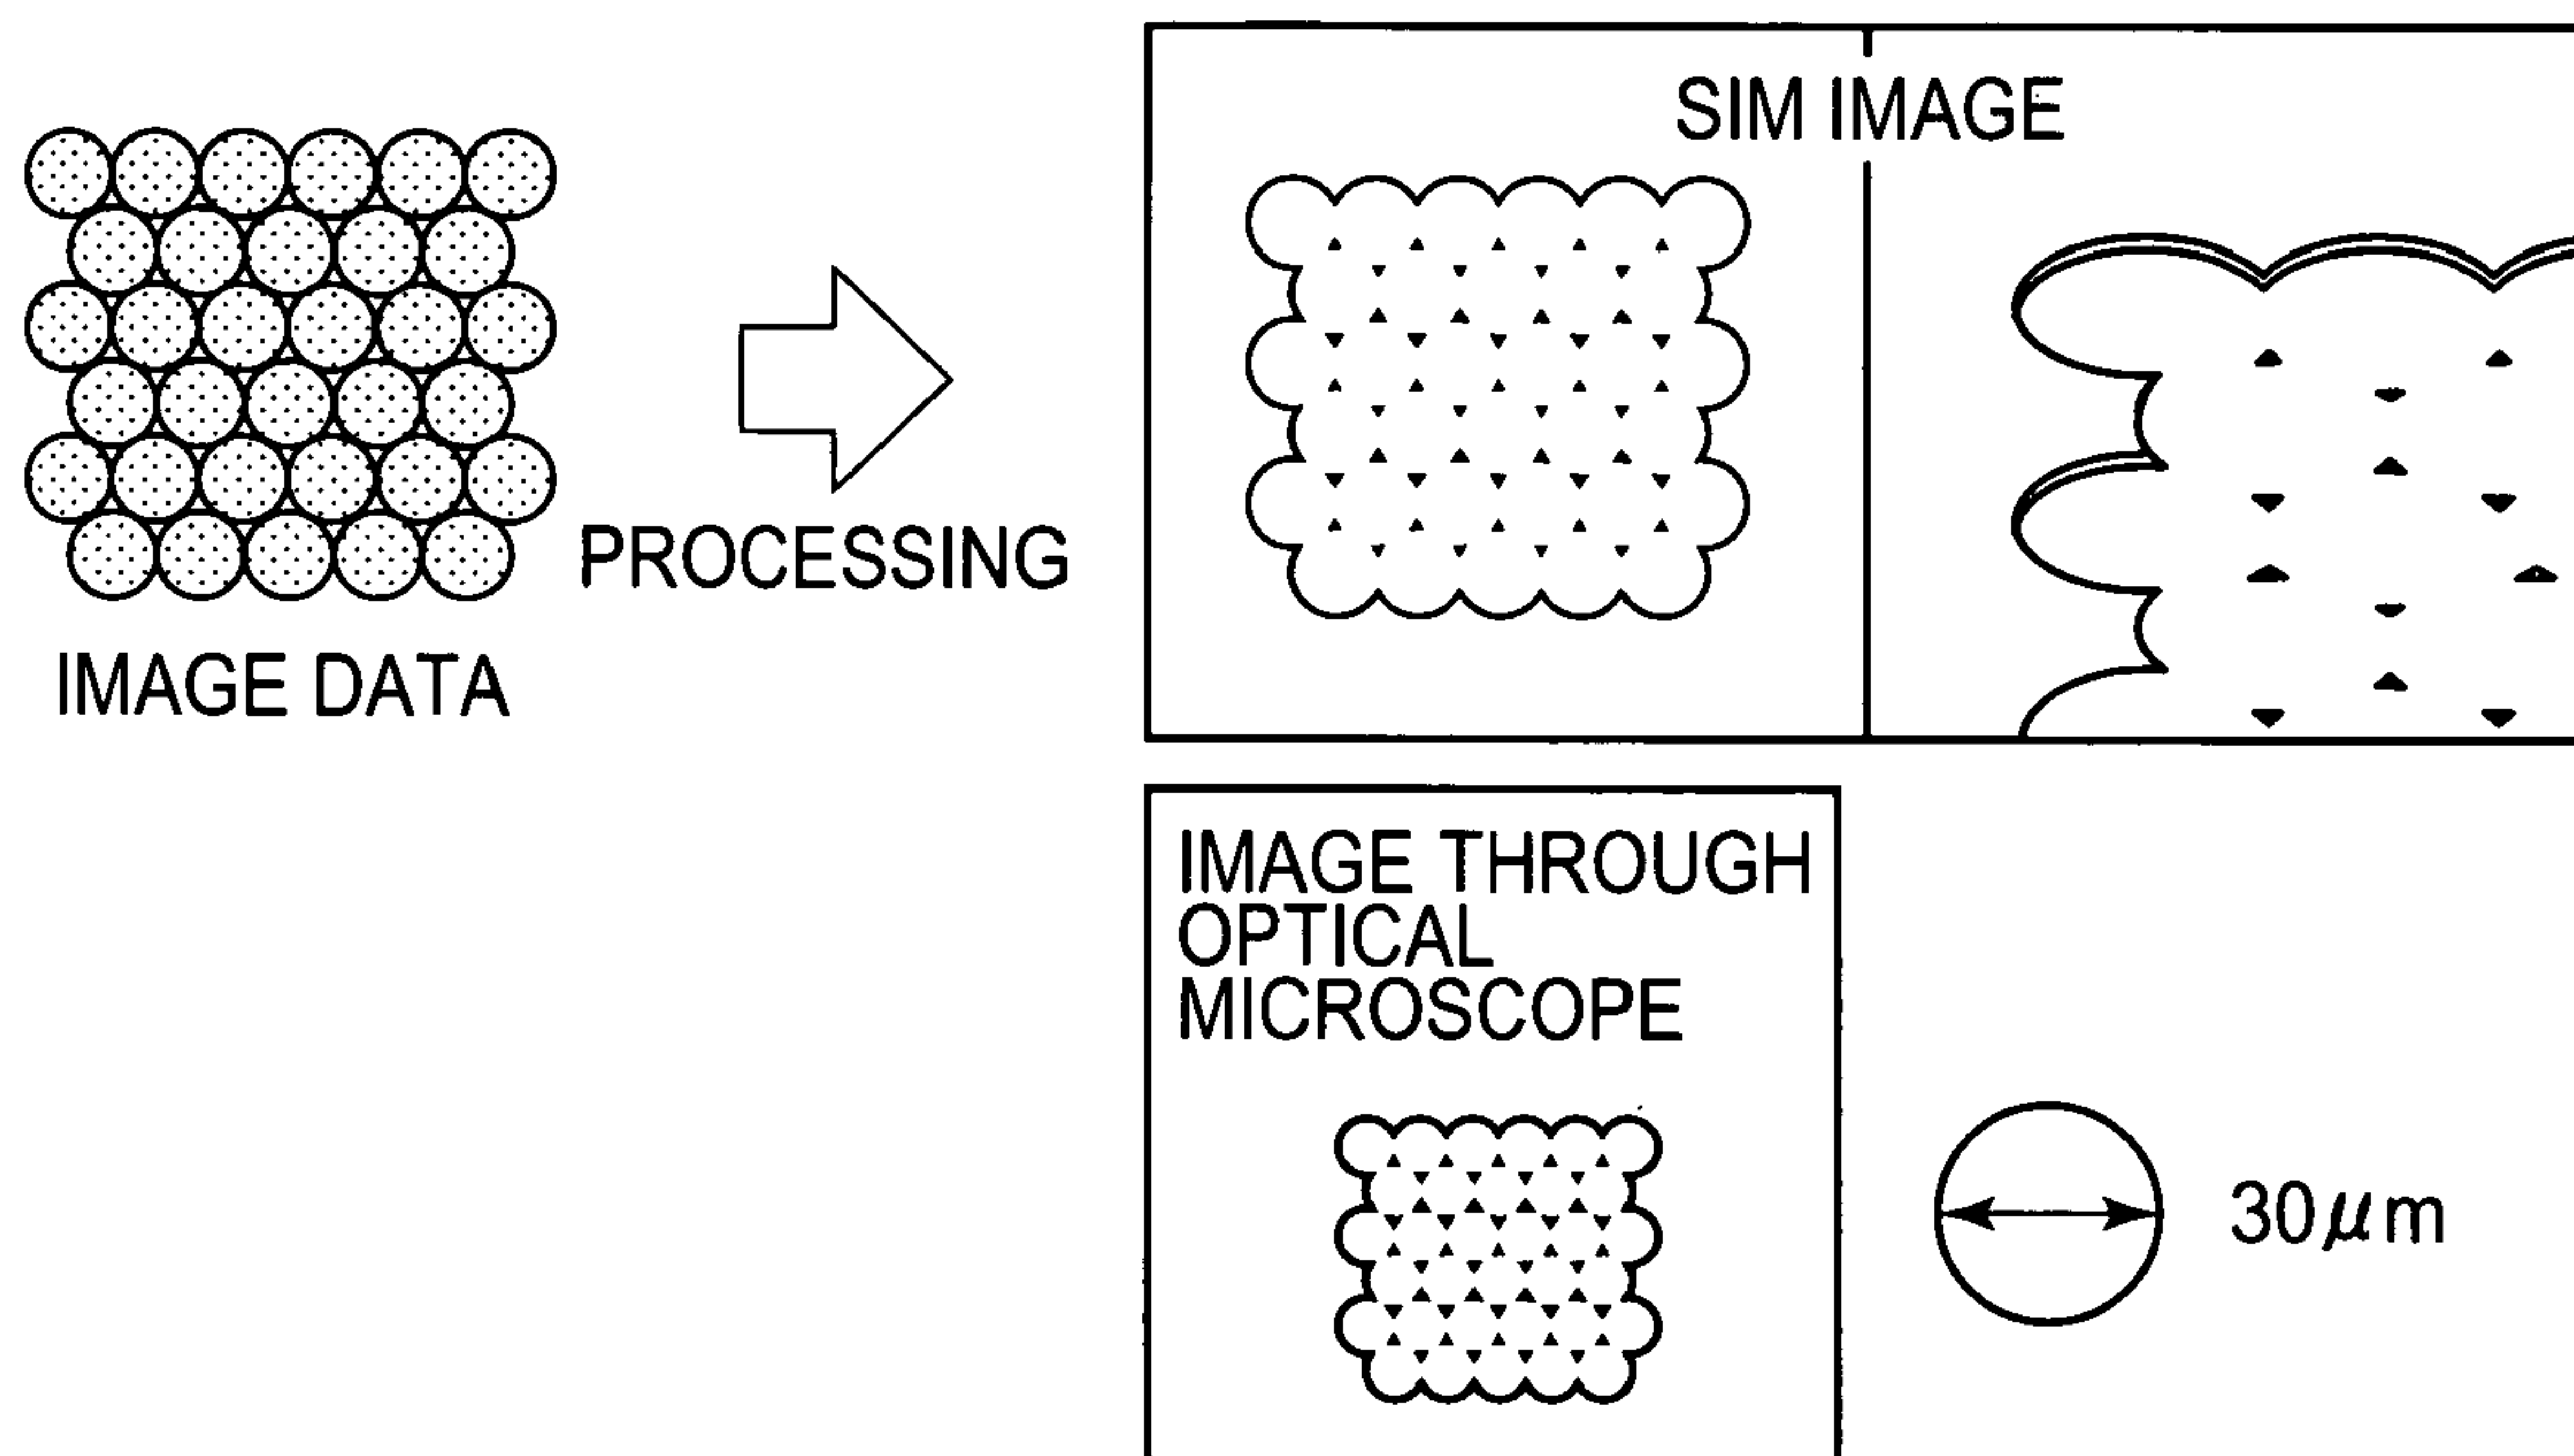 IMAGE DATA
PROCESSING
SIM IMAGE
IMAGE THROUGH
OPTICAL
MICROSCOPE
30μm